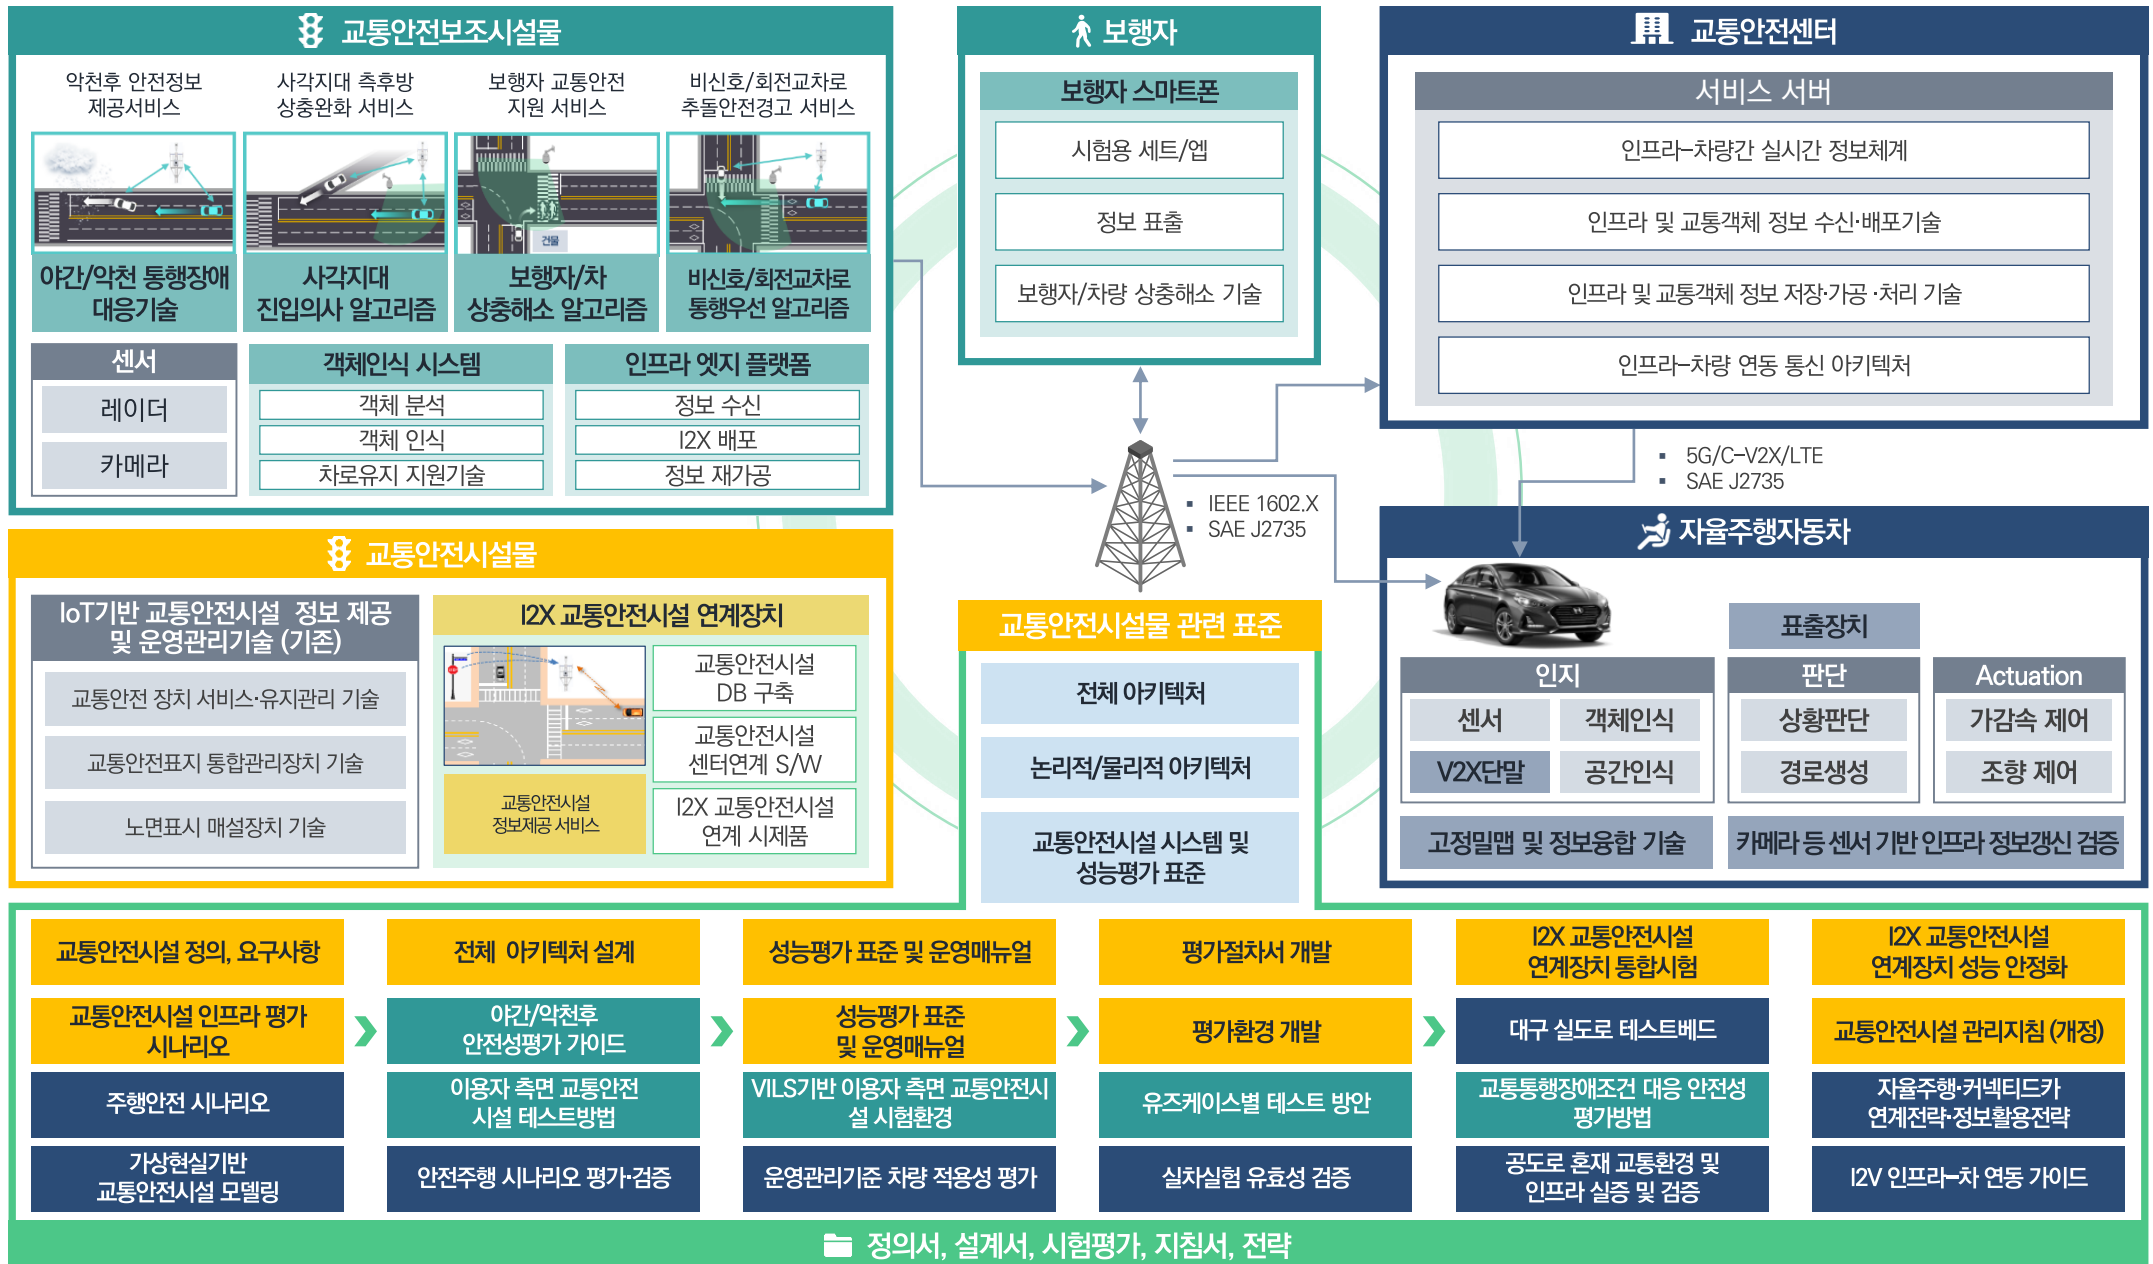 교통안전보조시설물
악천후 안전정보
제공서비스
사각지대 측후방
상충완화 서비스
보행자 교통안전
지원 서비스
비신호/회전교차로
추돌안전경고 서비스
건물
야간/악천 통행장애
대응기술
사각지대
진입의사 알고리즘
보행자/차
상충해소 알고리즘
비신호/회전교차로
통행우선 알고리즘
센서
레이더
카메라
객체인식 시스템
객체 분석
객체 인식
차로유지 지원기술
인프라 엣지 플랫폼
정보 수신
I2X 배포
정보 재가공
보행자
보행자 스마트폰
시험용 세트/앱
정보 표출
보행자/차량 상충해소 기술
교통안전센터
서비스 서버
인프라-차량간 실시간 정보체계
인프라 및 교통객체 정보 수신·배포기술
인프라 및 교통객체 정보 저장·가공 ·처리 기술
인프라-차량 연동 통신 아키텍처
▪ 5G/C-V2X/LTE
▪ SAE J2735
▪ IEEE 1602.X
▪ SAE J2735
교통안전시설물
IoT기반 교통안전시설 정보 제공
및 운영관리기술 (기존)
교통안전 장치 서비스·유지관리 기술
교통안전표지 통합관리장치 기술
노면표시 매설장치 기술
I2X 교통안전시설 연계장치
교통안전시설
정보제공 서비스
교통안전시설
DB 구축
교통안전시설
센터연계 S/W
I2X 교통안전시설
연계 시제품
교통안전시설물 관련 표준
전체 아키텍처
논리적/물리적 아키텍처
교통안전시설 시스템 및
성능평가 표준
자율주행자동차
표출장치
인지
센서
객체인식
V2X단말
공간인식
판단
상황판단
경로생성
Actuation
가감속 제어
조향 제어
고정밀맵 및 정보융합 기술
카메라 등 센서 기반 인프라 정보갱신 검증
교통안전시설 정의, 요구사항
교통안전시설 인프라 평가
시나리오
주행안전 시나리오
가상현실기반
교통안전시설 모델링
전체 아키텍처 설계
야간/악천후
안전성평가 가이드
이용자 측면 교통안전
시설 테스트방법
안전주행 시나리오 평가·검증
성능평가 표준 및 운영매뉴얼
성능평가 표준
및 운영매뉴얼
VILS기반 이용자 측면 교통안전시
설 시험환경
운영관리기준 차량 적용성 평가
평가절차서 개발
평가환경 개발
유즈케이스별 테스트 방안
실차실험 유효성 검증
I2X 교통안전시설
연계장치 통합시험
대구 실도로 테스트베드
교통통행장애조건 대응 안전성
평가방법
공도로 혼재 교통환경 및
인프라 실증 및 검증
I2X 교통안전시설
연계장치 성능 안정화
교통안전시설 관리지침 (개정)
자율주행·커넥티드카
연계전략·정보활용전략
I2V 인프라-차 연동 가이드
정의서, 설계서, 시험평가, 지침서, 전략